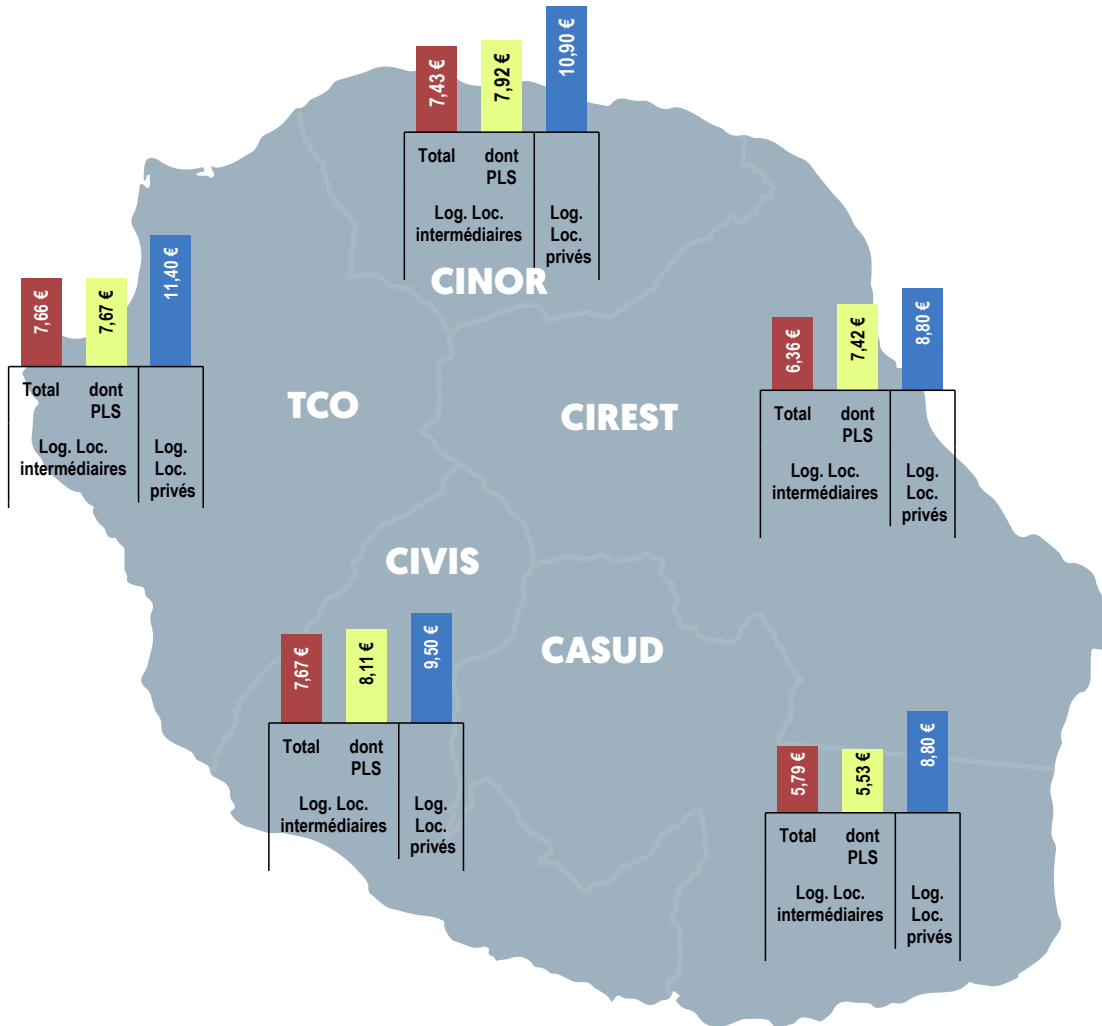 7,43 €
7,92 €
10,90 €
Total
dont
PLS
Log. Loc.
intermédiaires
Log.
Loc.
privés
CINOR
7,66 €
7,67 €
11,40 €
Total
dont
PLS
Log. Loc.
intermédiaires
Log.
Loc.
privés
TCO
CIREST
6,36 €
7,42 €
8,80 €
Total
dont
PLS
Log. Loc.
intermédiaires
Log.
Loc.
privés
CIVIS
CASUD
7,67 €
8,11 €
9,50 €
Total
dont
PLS
Log. Loc.
intermédiaires
Log.
Loc.
privés
5,79 €
5,53 €
8,80 €
Total
dont
PLS
Log. Loc.
intermédiaires
Log.
Loc.
privés